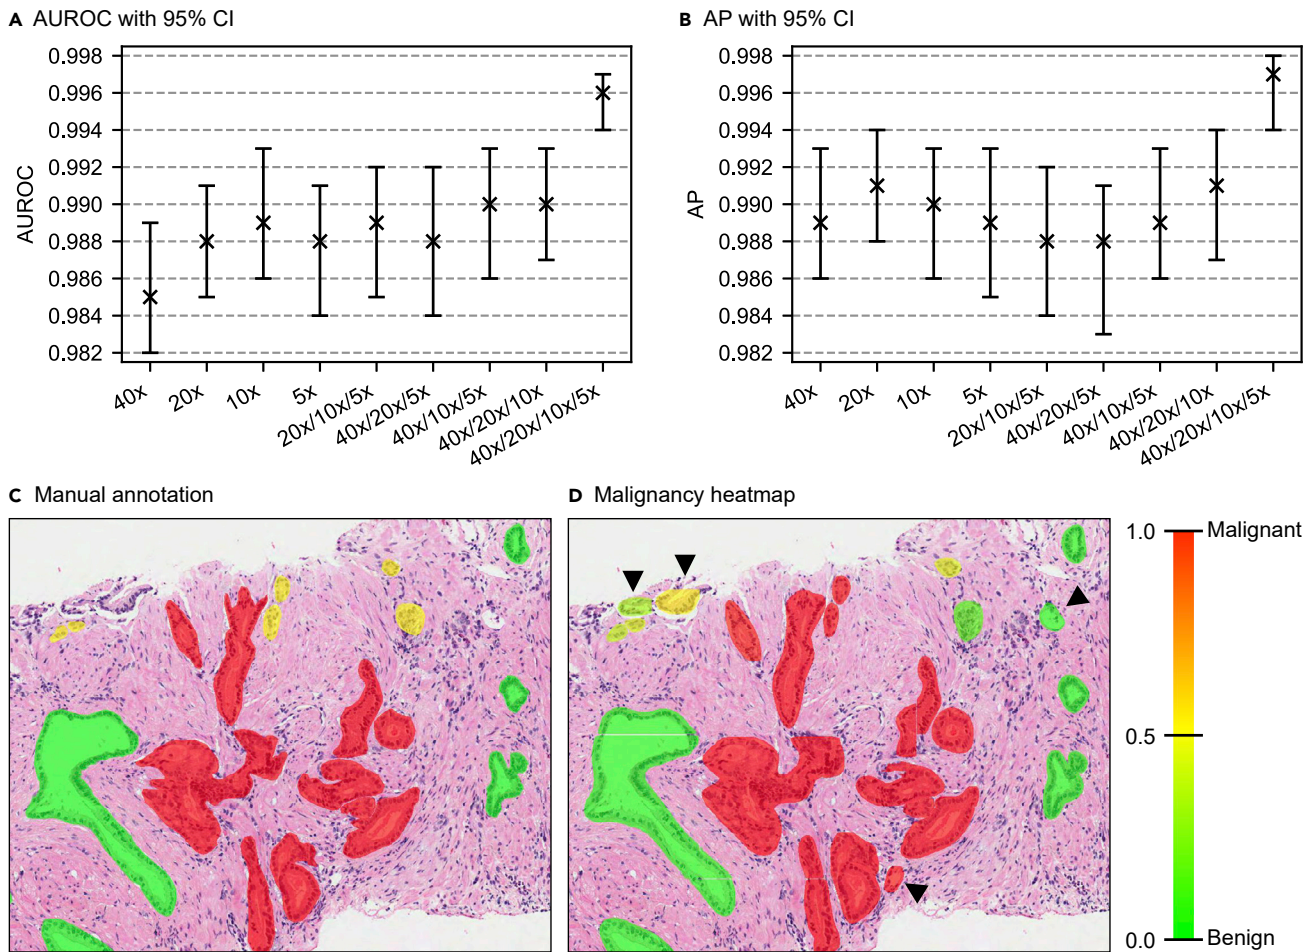 A AUROC with 95% CI
0.998
0.996
0.994
0.992
0.990
0.988
0.986
0.984
0.982
AUROC
40x
20x
10x
5x
20x/10x/5x
40x/20x/5x
40x/10x/5x
40x/20x/10x
40x/20x/10x/5x
B AP with 95% CI
0.998
0.996
0.994
0.992
0.990
0.988
0.986
0.984
0.982
AP
40x
20x
10x
5x
20x/10x/5x
40x/20x/5x
40x/10x/5x
40x/20x/10x
40x/20x/10x/5x
C Manual annotation
D Malignancy heatmap
1.0 Malignant
0.5
0.0 Benign